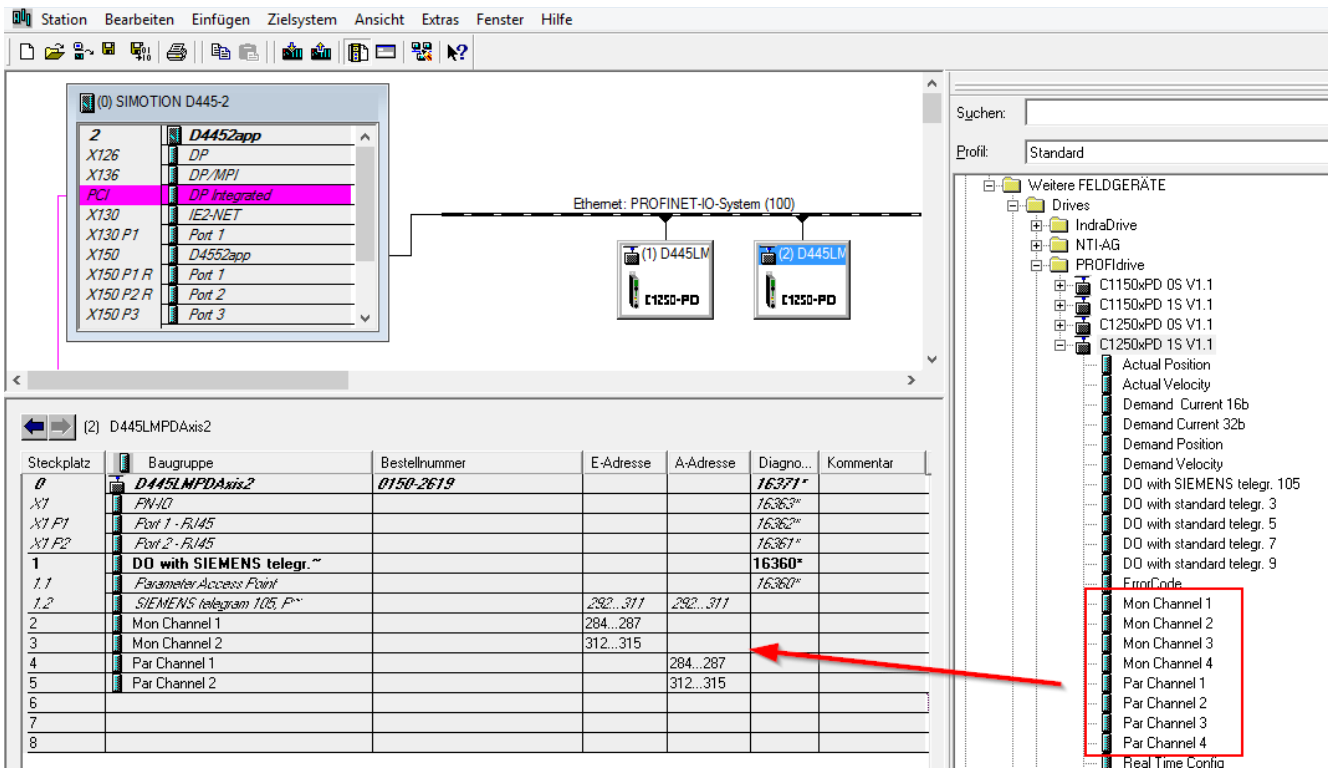 Station Bearbeiten Einfügen Zielsystem Ansicht Extras Fenster Hilfe
(0) SIMOTION D445-2
2 D4452app
X126 DP
X136 DP/MPI
PCI DP Integrated
X130 IE2-NET
X130 P1 Port 1
X150 D4552app
X150 P1 R Port 1
X150 P2 R Port 2
X150 P3 Port 3
Ethernet: PROFINET-IO-System (100)
(1) D445LM
C1250-PD
(2) D445LM
C1250-PD
Suchen:
Profil: Standard
Weitere FELDGERÄTE
Drives
IndraDrive
NTI-AG
PROFIdrive
C1150xPD 0S V1.1
C1150xPD 1S V1.1
C1250xPD 0S V1.1
C1250xPD 1S V1.1
Actual Position
Actual Velocity
Demand Current 16b
Demand Current 32b
Demand Position
Demand Velocity
DO with SIEMENS telegr. 105
DO with standard telegr. 3
DO with standard telegr. 5
DO with standard telegr. 7
DO with standard telegr. 9
ErrorCode
Mon Channel 1
Mon Channel 2
Mon Channel 3
Mon Channel 4
Par Channel 1
Par Channel 2
Par Channel 3
Par Channel 4
Real Time Config
(2) D445LMPDAxis2
Steckplatz Baugruppe Bestellnummer E-Adresse A-Adresse Diagno... Kommentar
0 D445LMPDAxis2 0150-2619 16371*
X1 PN-IO 16363*
X1 P1 Port 1 - RJ45 16362*
X1 P2 Port 2 - RJ45 16361*
1 DO with SIEMENS telegr.~ 16360*
1.1 Parameter Access Point 16360*
1.2 SIEMENS telegram 105, P~ 292...311 292...311
2 Mon Channel 1 284...287
3 Mon Channel 2 312...315
4 Par Channel 1 284...287
5 Par Channel 2 312...315
6
7
8